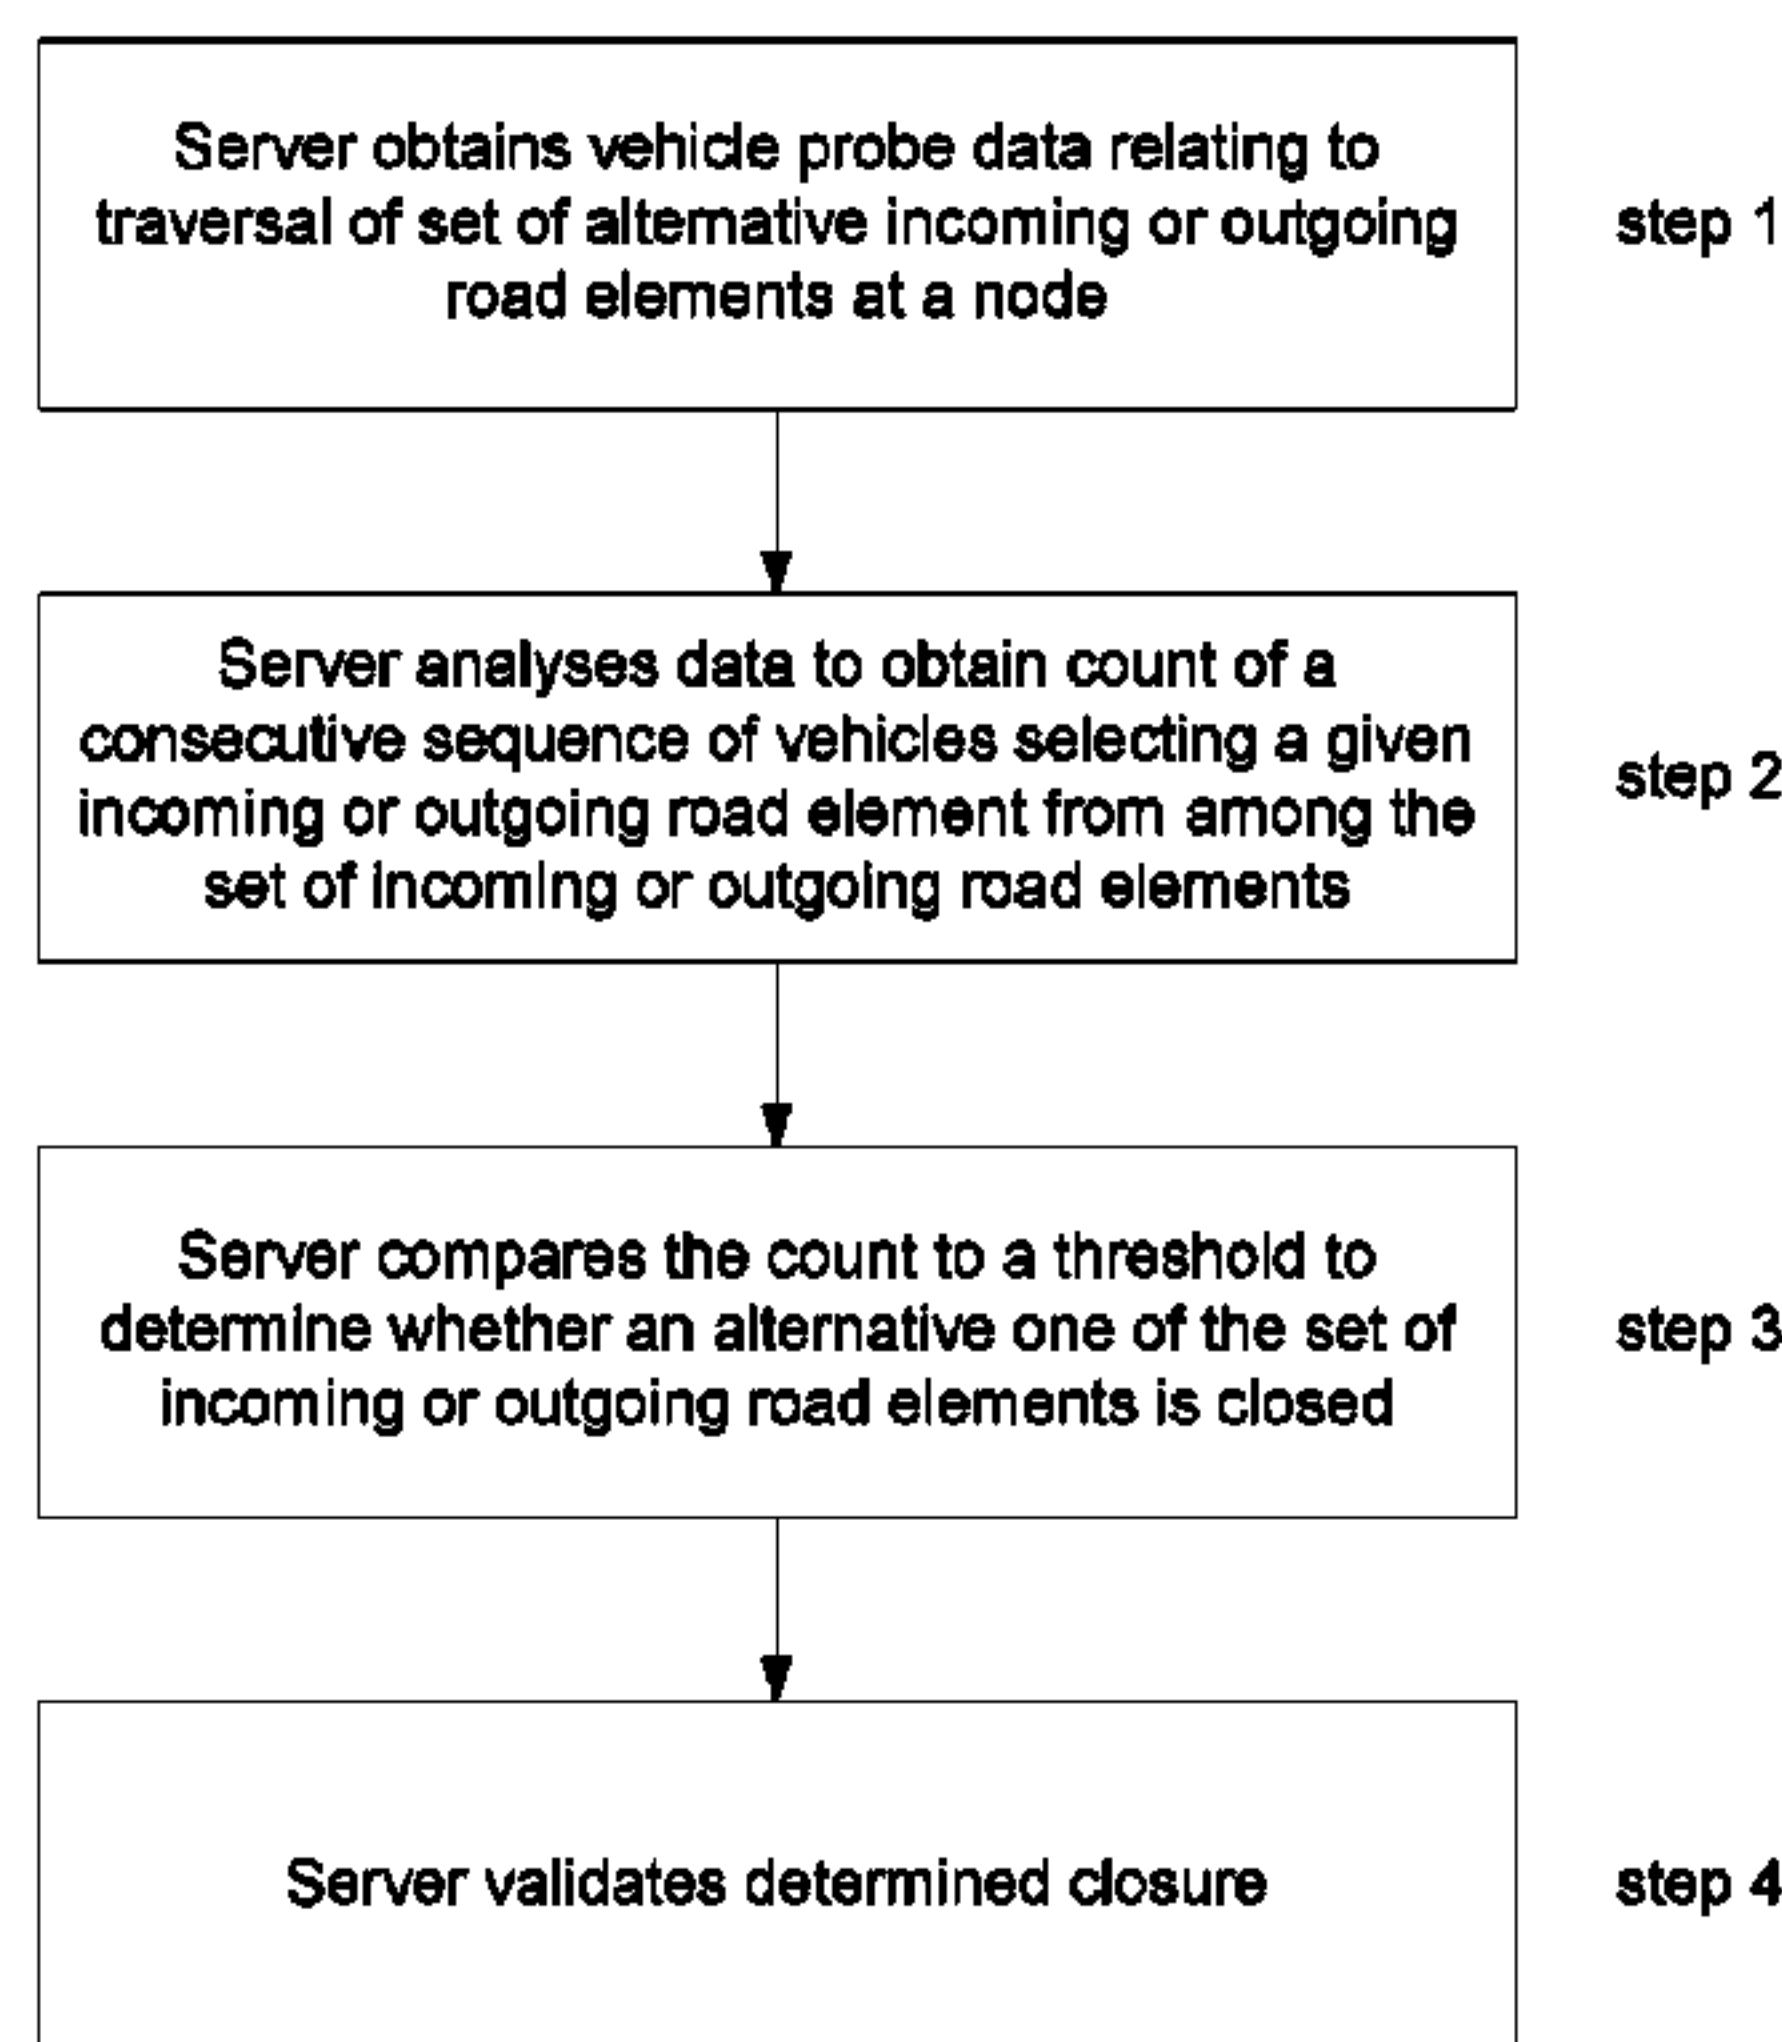 Server obtains vehicle probe data relating to
traversal of set of alternative incoming or outgoing
road elements at a node
step 1
Server analyses data to obtain count of a
consecutive sequence of vehicles selecting a given
incoming or outgoing road element from among the
set of incoming or outgoing road elements
step 2
Server compares the count to a threshold to
determine whether an alternative one of the set of
incoming or outgoing road elements is closed
step 3
Server validates determined closure
step 4